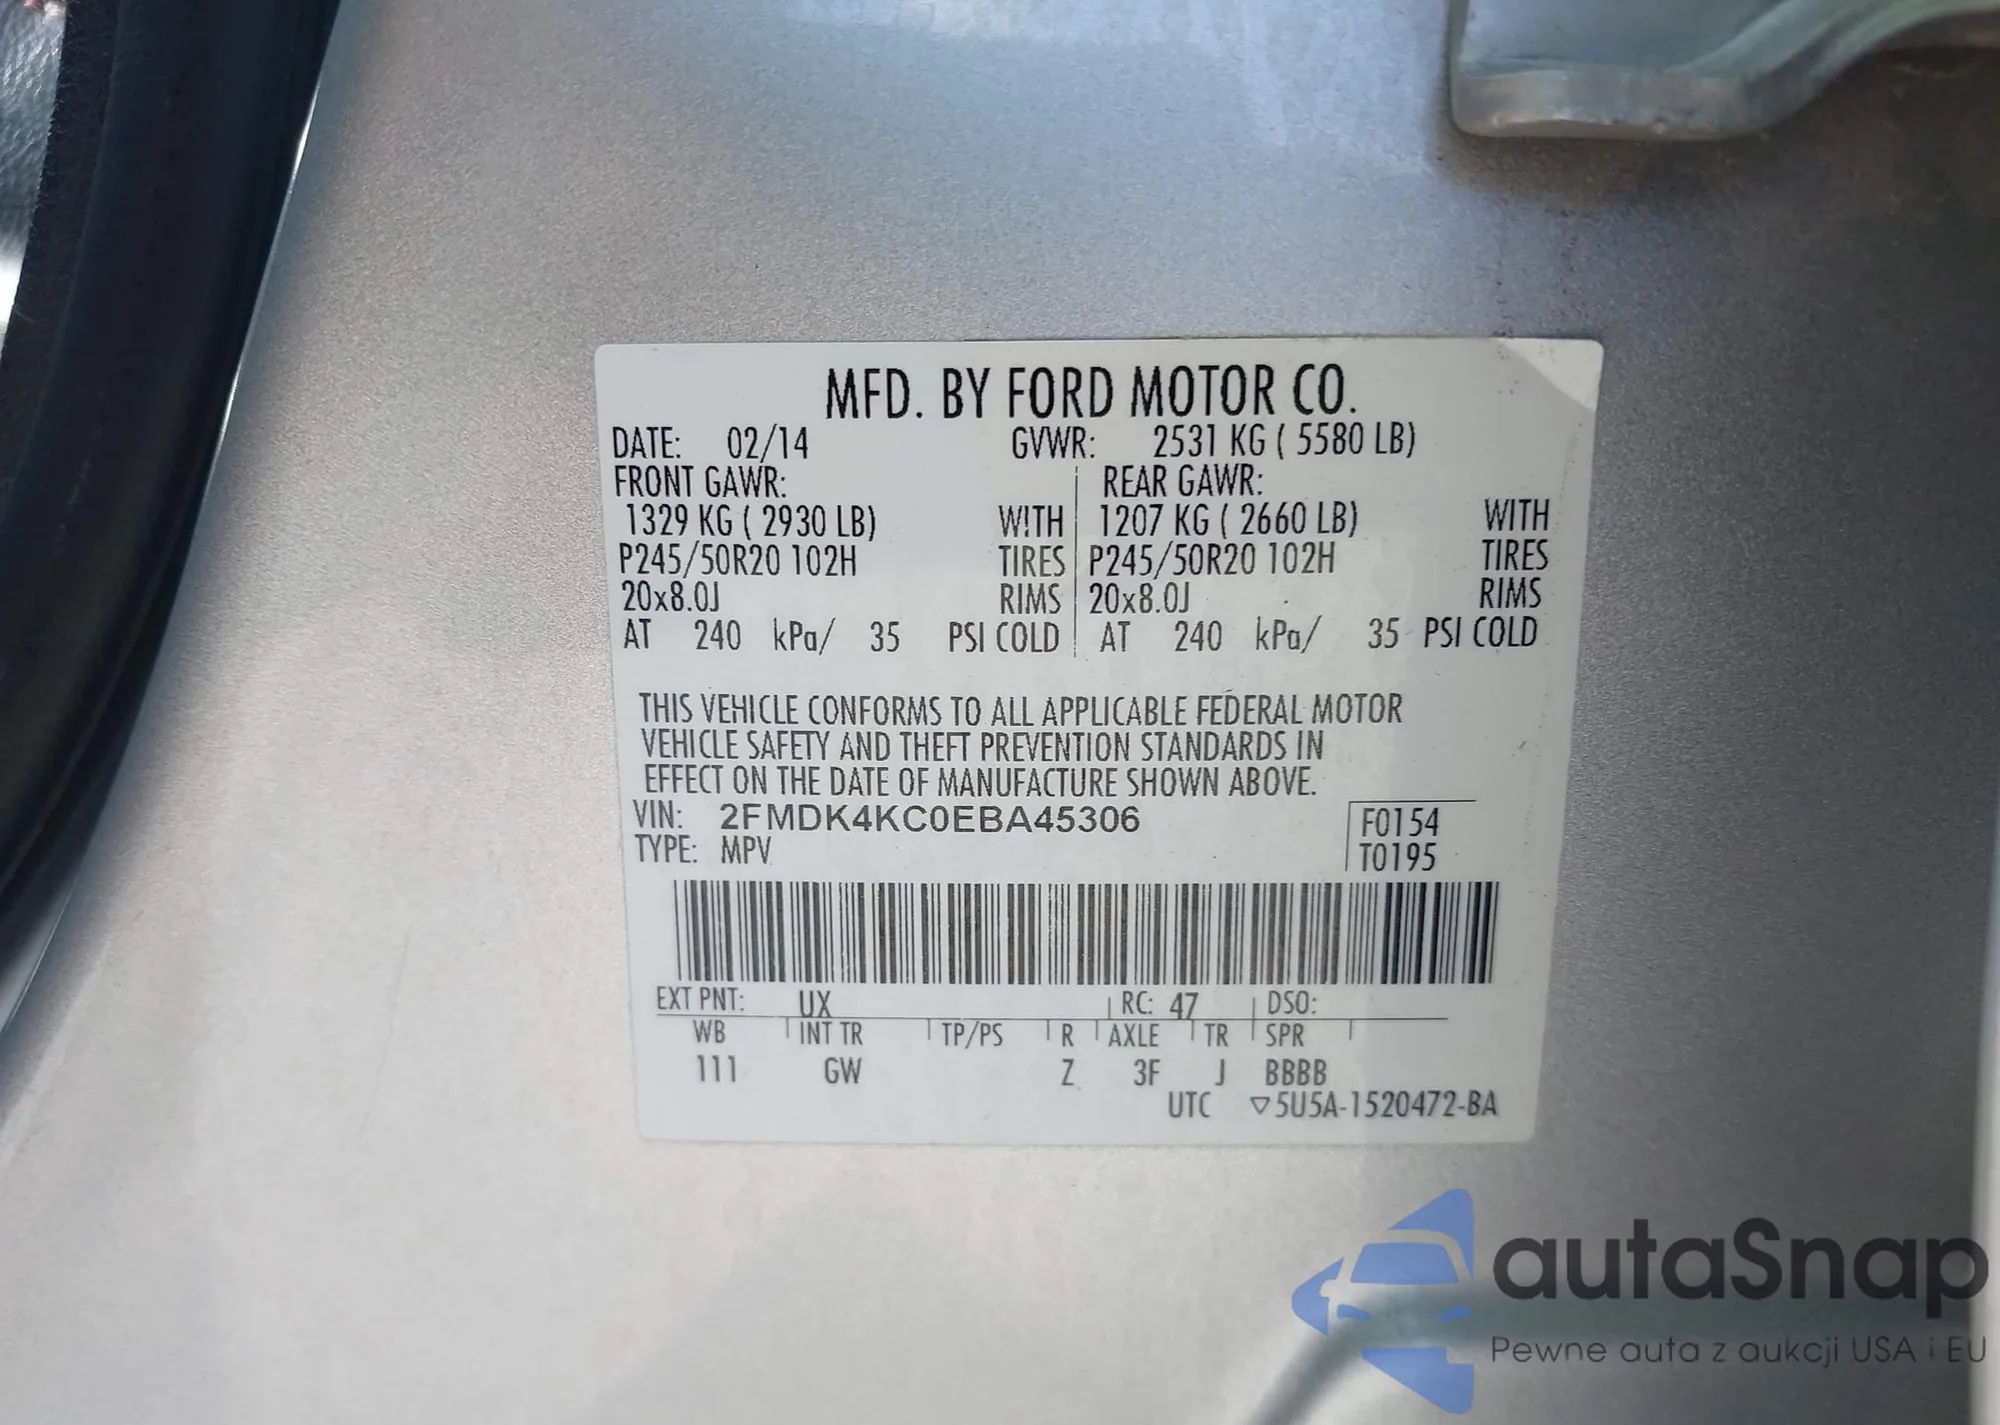 MFD. BY FORD MOTOR CO.
DATE: 02/14 GVWR: 2531 KG ( 5580 LB)
FRONT GAWR: REAR GAWR:
1329 KG ( 2930 LB) WITH 1207 KG ( 2660 LB) WITH
P245/50R20 102H TIRES P245/50R20 102H TIRES
20x8.0J RIMS 20x8.0J RIMS
AT 240 kPa/ 35 PSI COLD AT 240 kPa/ 35 PSI COLD
THIS VEHICLE CONFORMS TO ALL APPLICABLE FEDERAL MOTOR
VEHICLE SAFETY AND THEFT PREVENTION STANDARDS IN
EFFECT ON THE DATE OF MANUFACTURE SHOWN ABOVE.
VIN: 2FMDK4KC0EBA45306 F0154
TYPE: MPV T0195
EXT PNT: UX RC: 47 DSO:
WB INT TR TP/PS R AXLE TR SPR
111 GW Z 3F J BBBB
UTC ▽5U5A-1520472-BA
autaSnap
Pewne auta z aukcji USA i EU